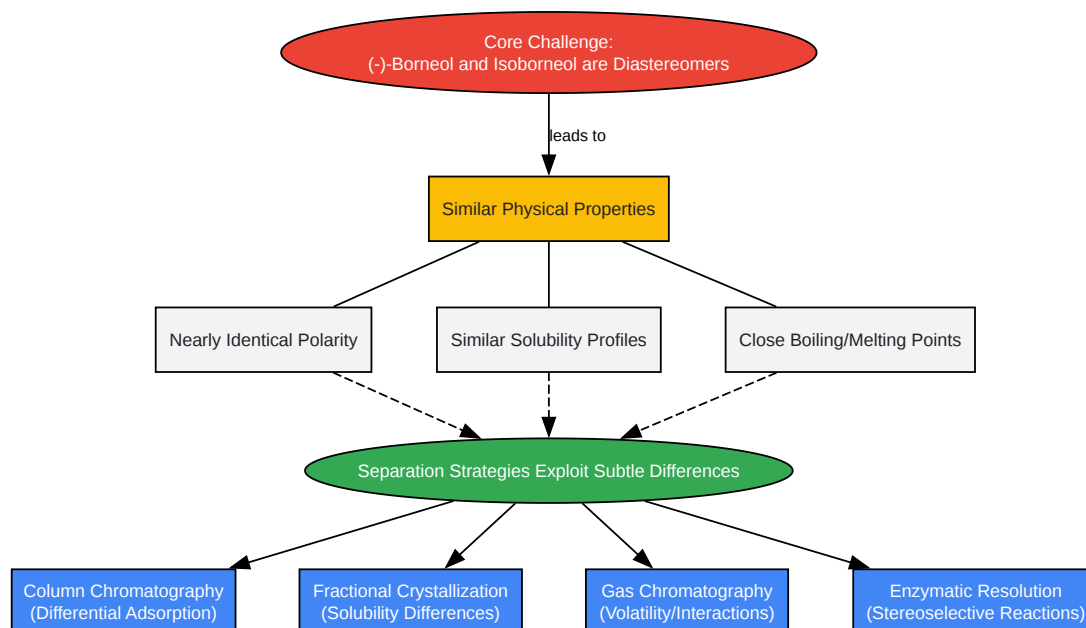 Core Challenge:
(-)-Borneol and Isoborneol are Diastereomers
leads to
Similar Physical Properties
Nearly Identical Polarity
Similar Solubility Profiles
Close Boiling/Melting Points
Separation Strategies Exploit Subtle Differences
Column Chromatography
(Differential Adsorption)
Fractional Crystallization
(Solubility Differences)
Gas Chromatography
(Volatility/Interactions)
Enzymatic Resolution
(Stereoselective Reactions)